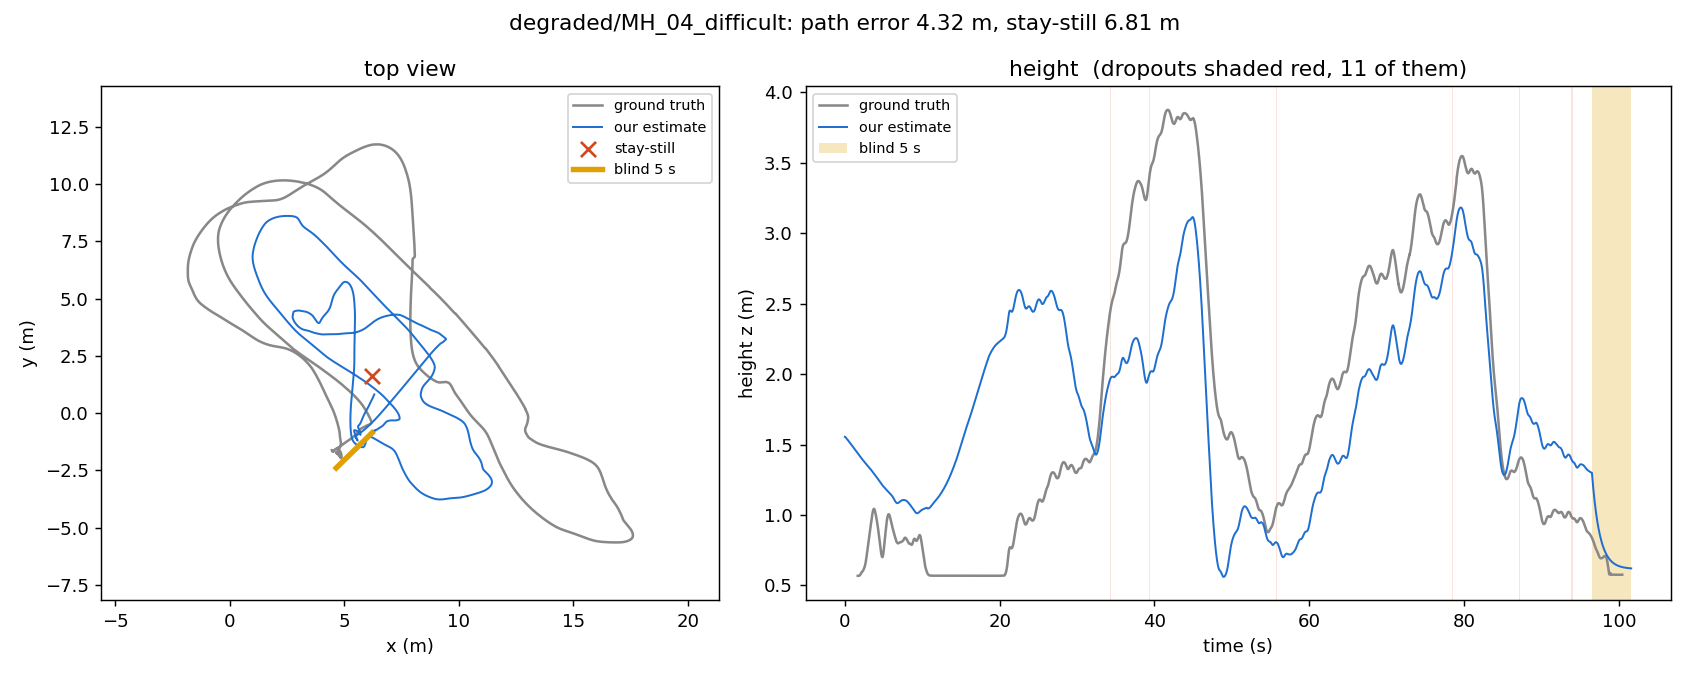 degraded/MH_04_difficult: path error 4.32 m, stay-still 6.81 m
top view
ground truth
our estimate
stay-still
blind 5 s
12.5
10.0
7.5
5.0
2.5
0.0
−2.5
−5.0
−7.5
y (m)
−5
0
5
10
15
20
x (m)
height  (dropouts shaded red, 11 of them)
ground truth
our estimate
blind 5 s
4.0
3.5
3.0
2.5
2.0
1.5
1.0
0.5
height z (m)
0
20
40
60
80
100
time (s)